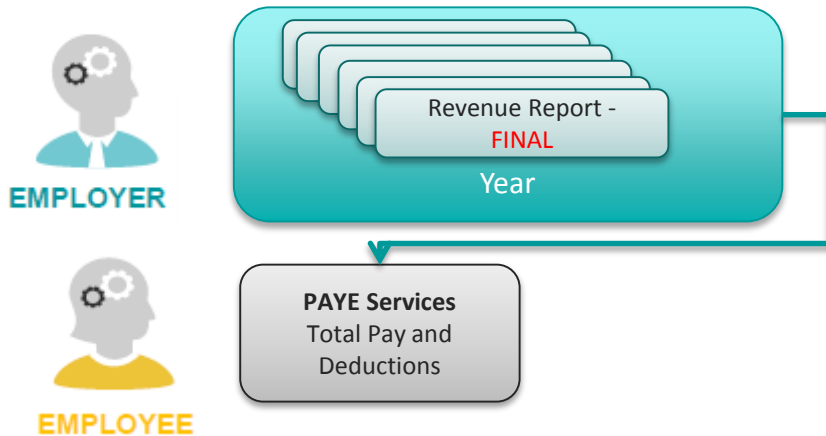 Revenue Report -
FINAL
Year
EMPLOYER
PAYE Services
Total Pay and
Deductions
EMPLOYEE